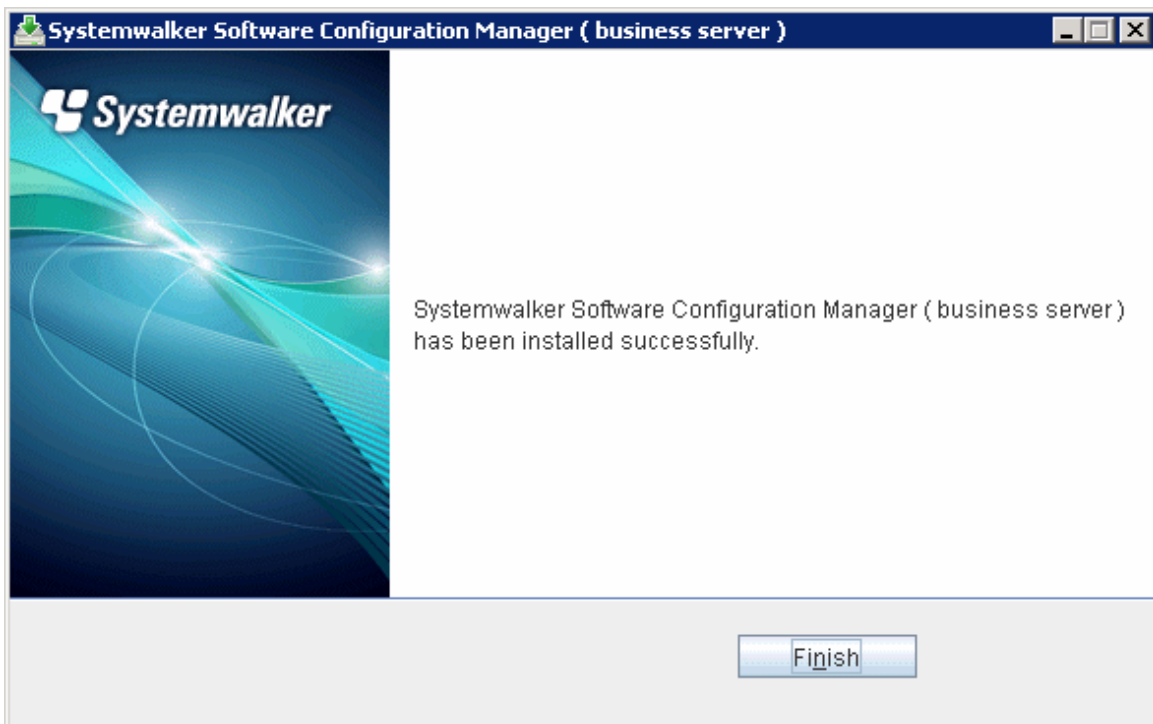 Systemwalker Software Configuration Manager ( business server )
Systemwalker
Systemwalker Software Configuration Manager ( business server )
has been installed successfully.
Finish